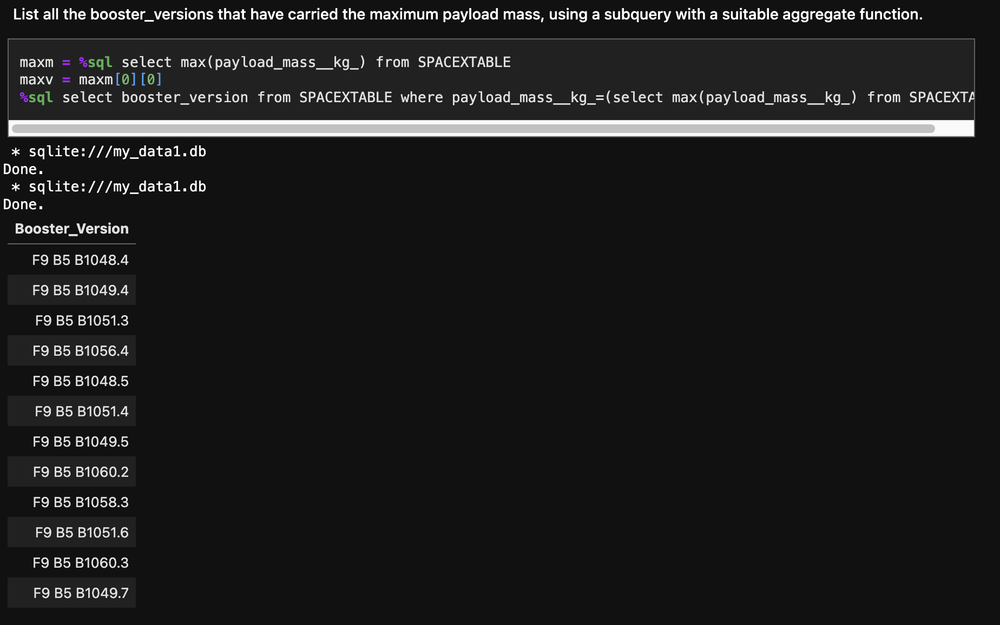 List all the booster_versions that have carried the maximum payload mass, using a subquery with a suitable aggregate function.
maxm = %sql select max(payload_mass__kg_) from SPACEXTABLE
maxv = maxm[0][0]
%sql select booster_version from SPACEXTABLE where payload_mass__kg_=(select max(payload_mass__kg_) from SPACEXTA
* sqlite:///my_data1.db
Done.
* sqlite:///my_data1.db
Done.
Booster_Version
F9 B5 B1048.4
F9 B5 B1049.4
F9 B5 B1051.3
F9 B5 B1056.4
F9 B5 B1048.5
F9 B5 B1051.4
F9 B5 B1049.5
F9 B5 B1060.2
F9 B5 B1058.3
F9 B5 B1051.6
F9 B5 B1060.3
F9 B5 B1049.7